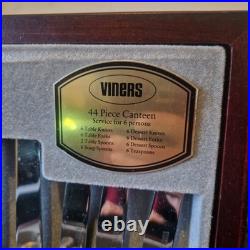 VINERS
44 Piece Canteen
Service for 6 persons
6 Table Knives 6 Dessert Knives
6 Table Forks 6 Dessert Forks
2 Table Spoons 6 Dessert Spoons
6 Soup Spoons 6 Teaspoons